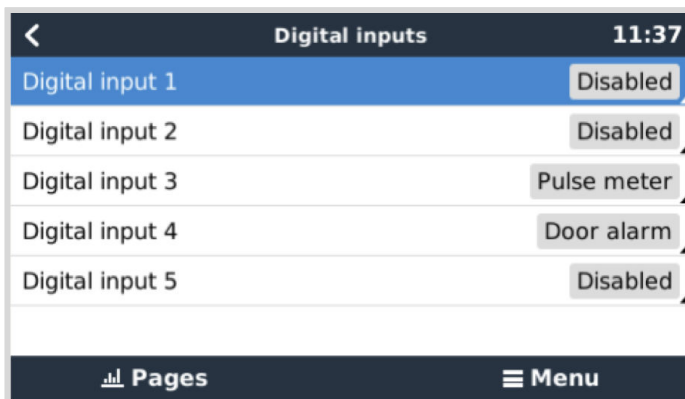 Digital inputs 11:37
Digital input 1 Disabled
Digital input 2 Disabled
Digital input 3 Pulse meter
Digital input 4 Door alarm
Digital input 5 Disabled
Pages Menu